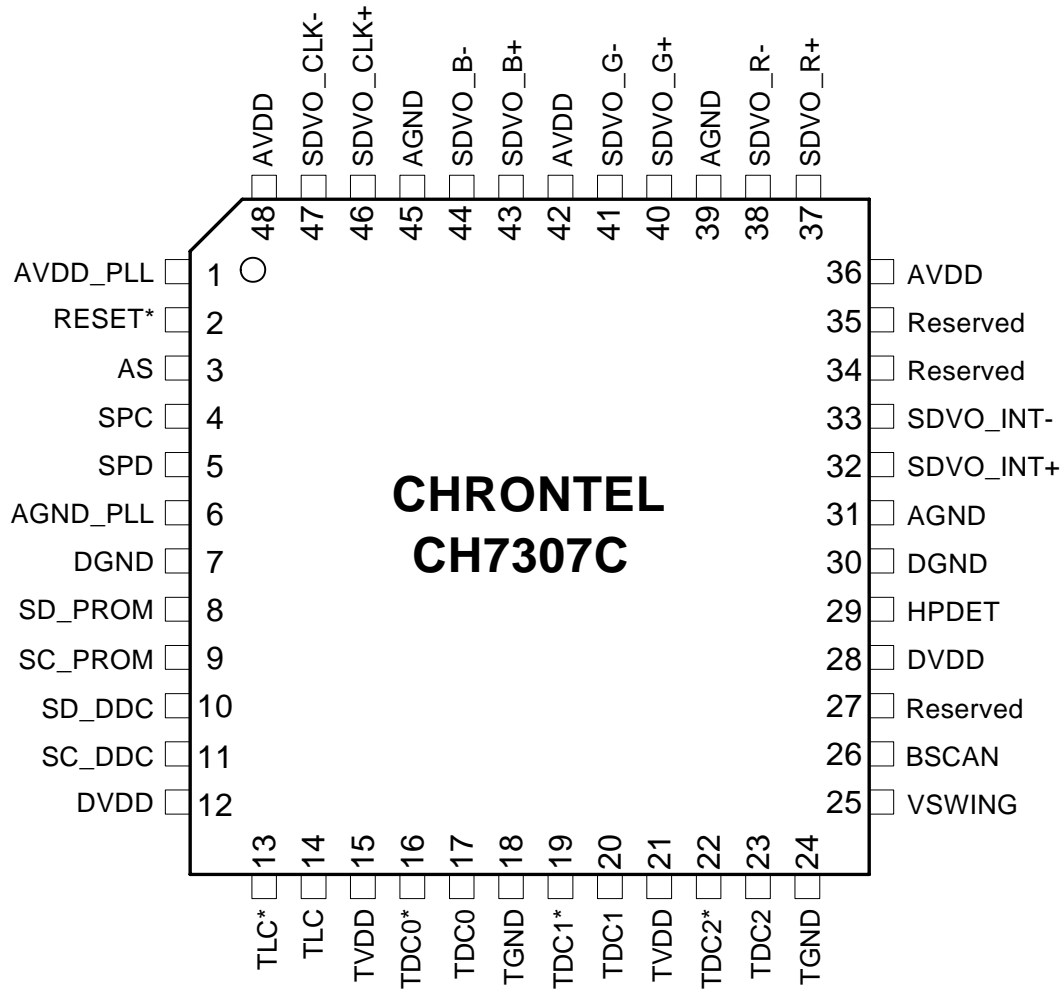 AVDD
SDVO_CLK-
SDVO_CLK+
AGND
SDVO_B-
SDVO_B+
AVDD
SDVO_G-
SDVO_G+
AGND
SDVO_R-
SDVO_R+
48 47 46 45 44 43 42 41 40 39 38 37
AVDD_PLL 1
RESET* 2
AS 3
SPC 4
SPD 5
AGND_PLL 6
DGND 7
SD_PROM 8
SC_PROM 9
SD_DDC 10
SC_DDC 11
DVDD 12
CHRONTEL
CH7307C
36 AVDD
35 Reserved
34 Reserved
33 SDVO_INT-
32 SDVO_INT+
31 AGND
30 DGND
29 HPDET
28 DVDD
27 Reserved
26 BSCAN
25 VSWING
13 14 15 16 17 18 19 20 21 22 23 24
TLC*
TLC
TVDD
TDC0*
TDC0
TGND
TDC1*
TDC1
TVDD
TDC2*
TDC2
TGND